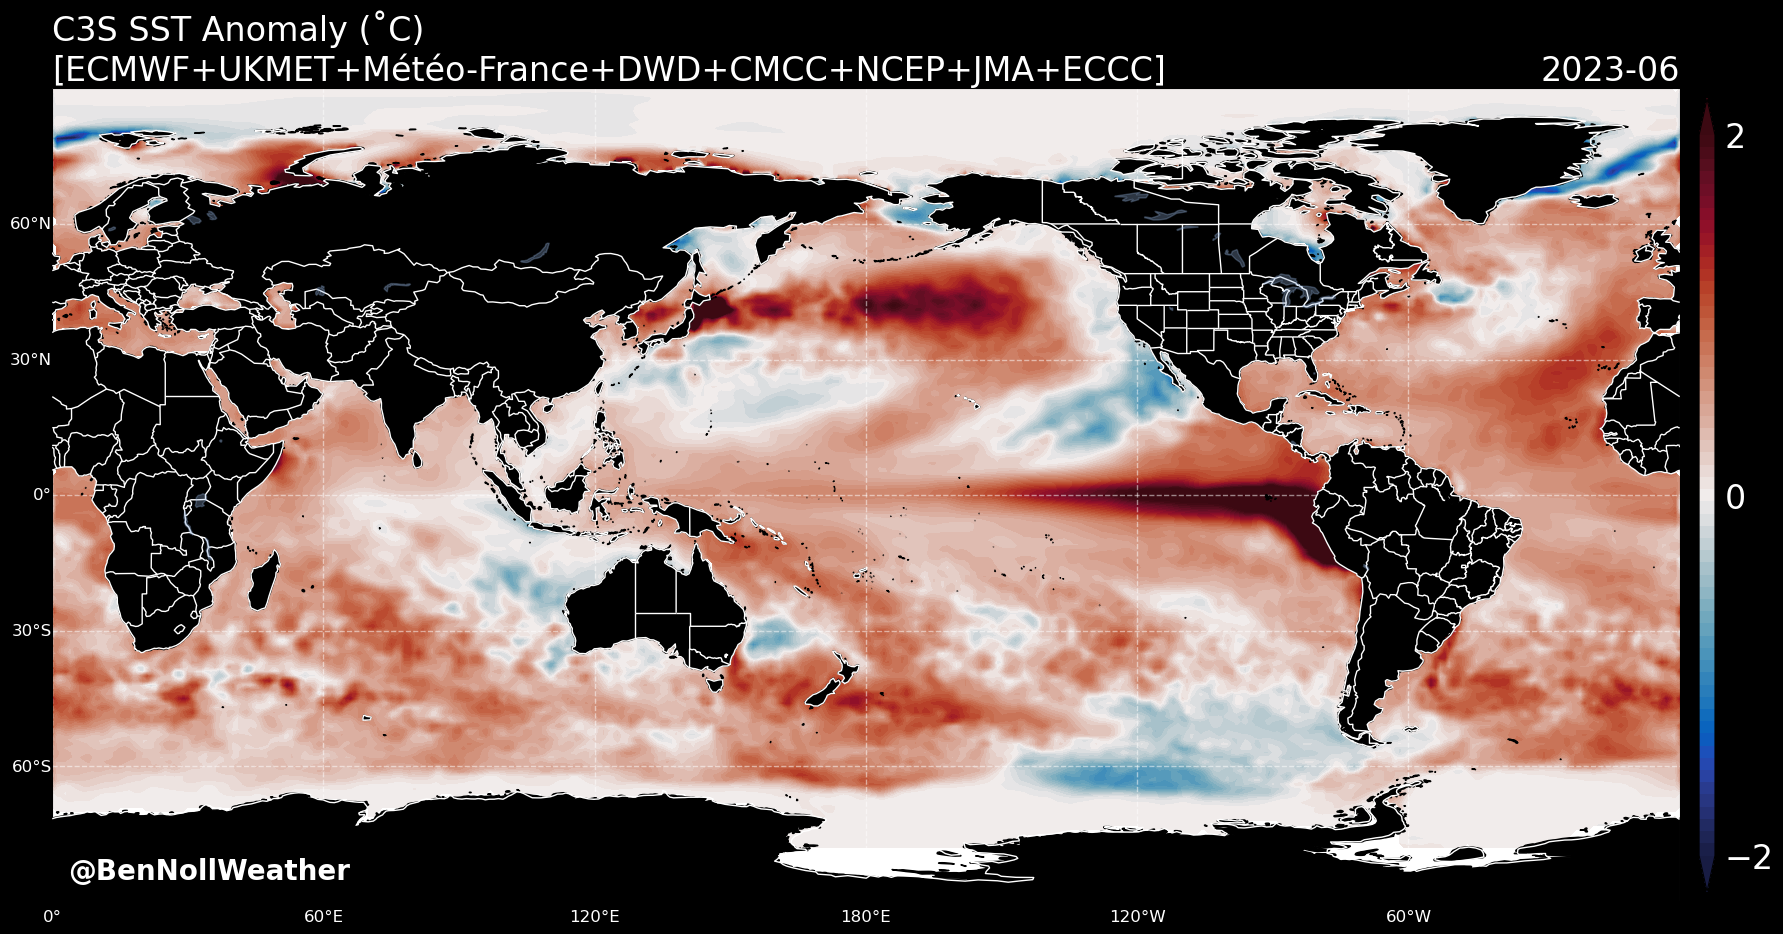 C3S SST Anomaly (˚C)
[ECMWF+UKMET+Météo-France+DWD+CMCC+NCEP+JMA+ECCC]
2023-06
2
60°N
30°N
0°
0
30°S
60°S
−2
@BenNollWeather
0°
60°E
120°E
180°E
120°W
60°W